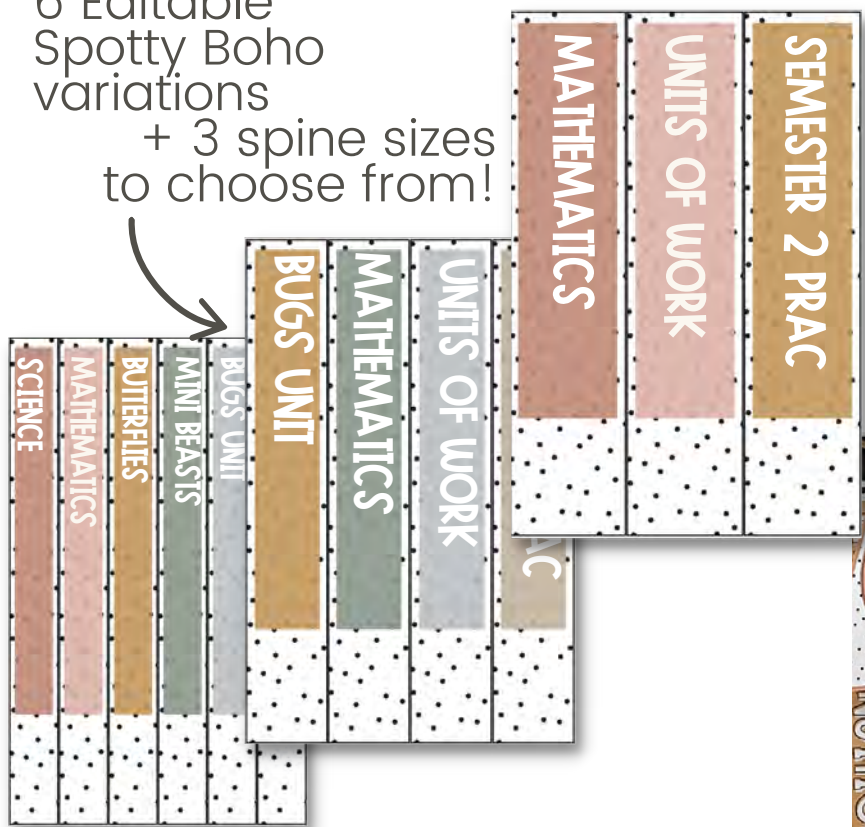 6 Editable
Spotty Boho
variations
+ 3 spine sizes
to choose from!
SCIENCE
MATHEMATICS
BUTTERFLIES
MINI BEASTS
BUGS UNIT
BUGS UNIT
MATHEMATICS
UNITS OF WORK
MATHEMATICS
UNITS OF WORK
SEMESTER 2 PRAC